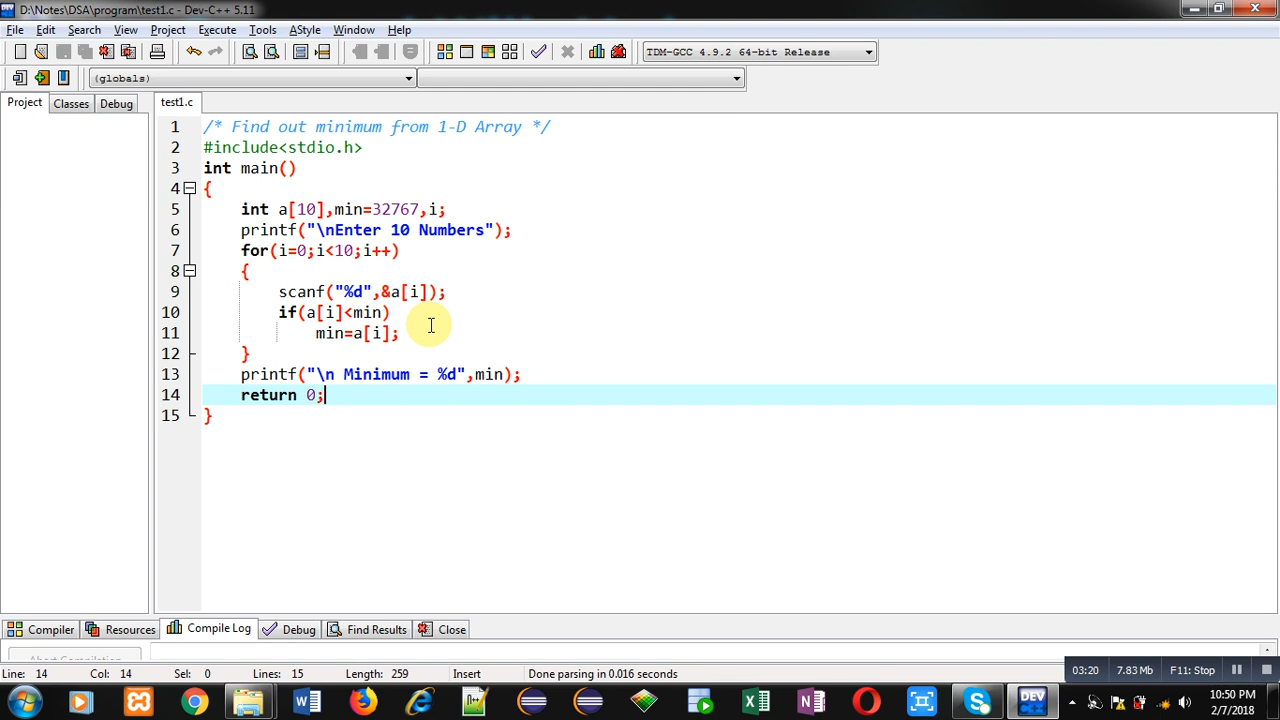 D:\Notes\DSA\program\test1.c - Dev-C++ 5.11
File Edit Search View Project Execute Tools AStyle Window Help
TDM-GCC 4.9.2 64-bit Release
(globals)
Project Classes Debug test1.c
1 /* Find out minimum from 1-D Array */
2 #include<stdio.h>
3 int main()
4 {
5 int a[10],min=32767,i;
6 printf("\nEnter 10 Numbers");
7 for(i=0;i<10;i++)
8 {
9 scanf("%d",&a[i]);
10 if(a[i]<min)
11 min=a[i];
12 }
13 printf("\n Minimum = %d",min);
14 return 0;
15 }
Compiler Resources Compile Log Debug Find Results Close
Abort Compilation
Line: 14 Col: 14 Sel: 0 Lines: 15 Length: 259 Insert Done parsing in 0.016 seconds
03:20 7.83 Mb F11: Stop
DEV
10:50 PM
2/7/2018